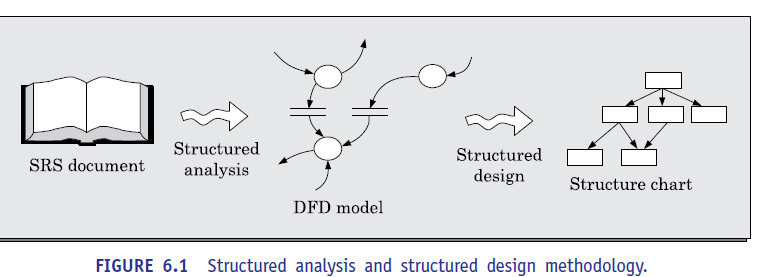 SRS document
Structured
analysis
DFD model
Structured
design
Structure chart
FIGURE 6.1 Structured analysis and structured design methodology.